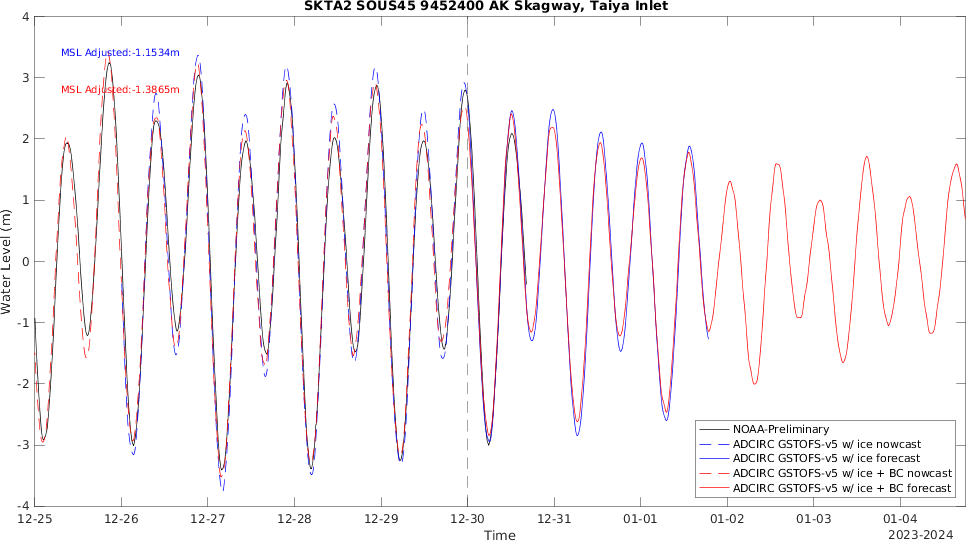 SKTA2 SOUS45 9452400 AK Skagway, Taiya Inlet
4
MSL Adjusted:-1.1534m
3
MSL Adjusted:-1.3865m
2
1
0
-1
-2
-3
-4
Water Level (m)
NOAA-Preliminary
ADCIRC GSTOFS-v5 w/ ice nowcast
ADCIRC GSTOFS-v5 w/ ice forecast
ADCIRC GSTOFS-v5 w/ ice + BC nowcast
ADCIRC GSTOFS-v5 w/ ice + BC forecast
12-25 12-26 12-27 12-28 12-29 12-30 12-31 01-01 01-02 01-03 01-04
Time
2023-2024